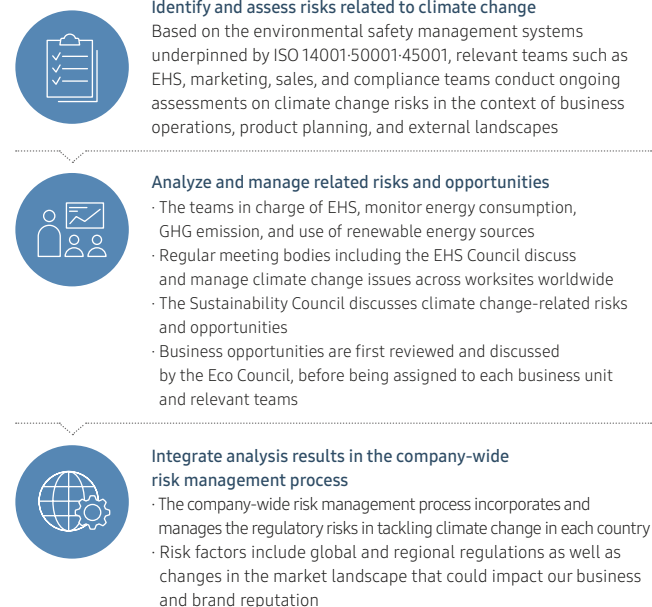 Identify and assess risks related to climate change
Based on the environmental safety management systems
underpinned by ISO 14001·50001·45001, relevant teams such as
EHS, marketing, sales, and compliance teams conduct ongoing
assessments on climate change risks in the context of business
operations, product planning, and external landscapes
Analyze and manage related risks and opportunities
· The teams in charge of EHS, monitor energy consumption,
GHG emission, and use of renewable energy sources
· Regular meeting bodies including the EHS Council discuss
and manage climate change issues across worksites worldwide
· The Sustainability Council discusses climate change-related risks
and opportunities
· Business opportunities are first reviewed and discussed
by the Eco Council, before being assigned to each business unit
and relevant teams
Integrate analysis results in the company-wide
risk management process
· The company-wide risk management process incorporates and
manages the regulatory risks in tackling climate change in each country
· Risk factors include global and regional regulations as well as
changes in the market landscape that could impact our business
and brand reputation